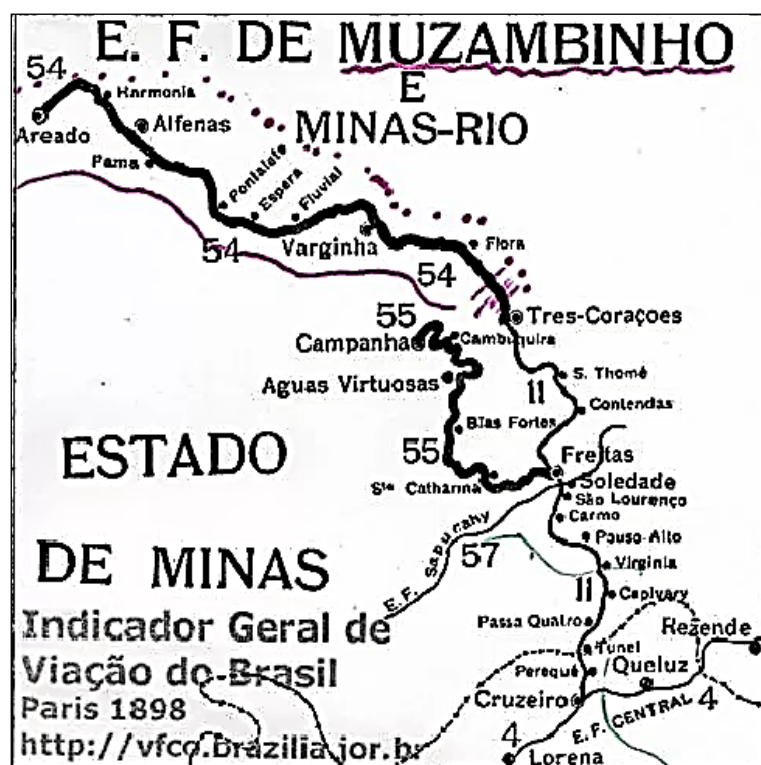 E. F. DE MUZAMBINHO
E
MINAS-RIO
54
Harmonia
Areado
Alfenas
Pama
Pontalete
Espera
Fluvial
54
Varginha
Flora
54
55
Tres-Coraçoes
Campanha
Cambuquira
Aguas Virtuosas
11
S. Thomé
Contendas
Blas Fortes
ESTADO
55
Freitas
Soledade
Ste Catharina
São Lourenço
Carmo
E.F. Sapucahy
57
Pouso-Alto
DE MINAS
Virginia
11
Capivary
Indicador Geral de
Viação do-Brasil
Paris 1898
http://vfco.brazilia.jor.br
Passa Quatro
Rezende
Tunel
Perequê
Queluz
Cruzeiro
E.F. CENTRAL
4
4
Lorena